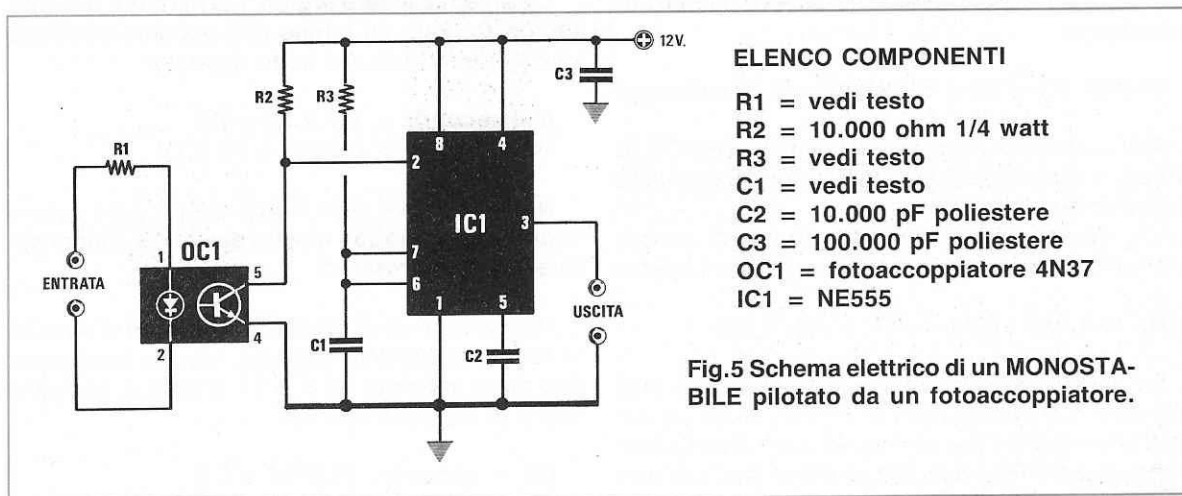 12V.
C3
R2
R3
R1
8
4
2
IC1
3
OC1
7
1
5
ENTRATA
6
1
5
USCITA
4
2
C1
C2
ELENCO COMPONENTI
R1 = vedi testo
R2 = 10.000 ohm 1/4 watt
R3 = vedi testo
C1 = vedi testo
C2 = 10.000 pF poliestere
C3 = 100.000 pF poliestere
OC1 = fotoaccoppiatore 4N37
IC1 = NE555
Fig.5 Schema elettrico di un MONOSTA-
BILE pilotato da un fotoaccoppiatore.